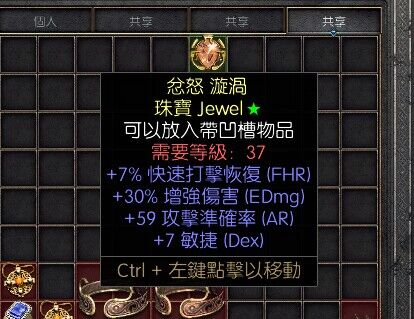 個人 共享 共享 共享
忿怒 漩渦
珠寶 Jewel★
可以放入帶凹槽物品
需要等級: 37
+7% 快速打擊恢復 (FHR)
+30% 增強傷害 (EDmg)
+59 攻擊準確率 (AR)
+7 敏捷 (Dex)
Ctrl + 左鍵點擊以移動